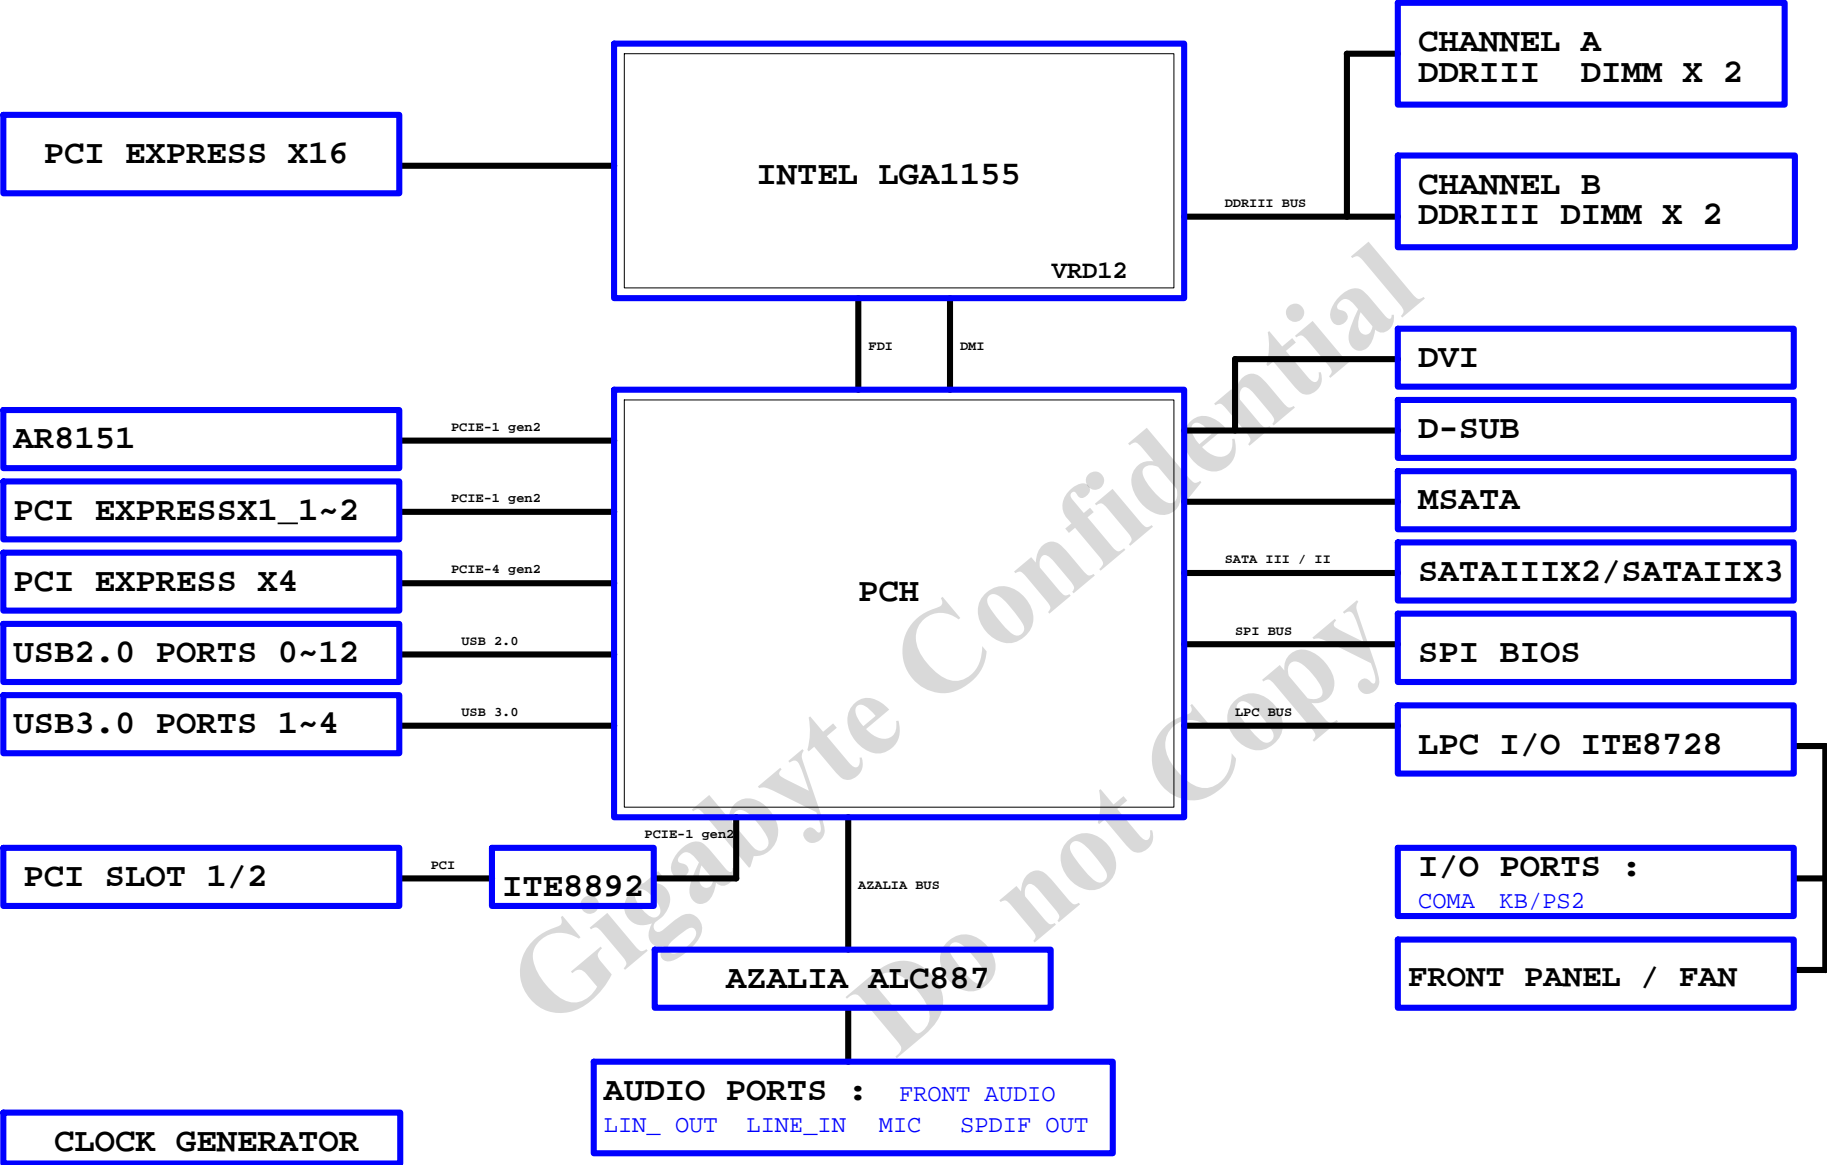 CHANNEL A
DDRIII DIMM X 2
PCI EXPRESS X16
INTEL LGA1155
VRD12
DDRIII BUS
CHANNEL B
DDRIII DIMM X 2
FDI
DMI
DVI
AR8151
PCIE-1 gen2
D-SUB
PCI EXPRESSX1_1~2
PCIE-1 gen2
MSATA
PCI EXPRESS X4
PCIE-4 gen2
PCH
SATA III / II
SATAIIIX2/SATAIIX3
USB2.0 PORTS 0~12
USB 2.0
SPI BUS
SPI BIOS
USB3.0 PORTS 1~4
USB 3.0
LPC BUS
LPC I/O ITE8728
PCI SLOT 1/2
PCI
ITE8892
PCIE-1 gen2
AZALIA BUS
I/O PORTS :
COMA KB/PS2
AZALIA ALC887
FRONT PANEL / FAN
AUDIO PORTS : FRONT AUDIO
LIN_ OUT LINE_IN MIC SPDIF OUT
CLOCK GENERATOR
Gigabyte Confidential
Do not Copy